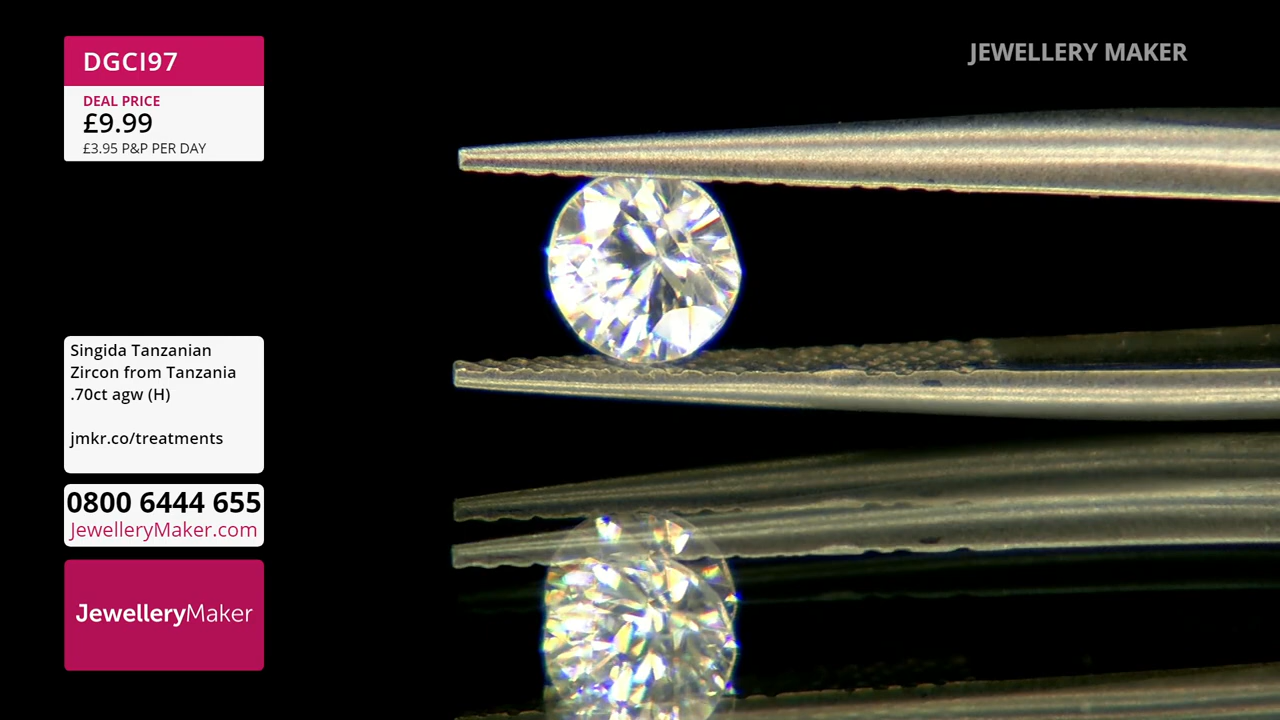 DGCI97
DEAL PRICE
£9.99
£3.95 P&P PER DAY
JEWELLERY MAKER
Singida Tanzanian
Zircon from Tanzania
.70ct agw (H)
jmkr.co/treatments
0800 6444 655
JewelleryMaker.com
JewelleryMaker